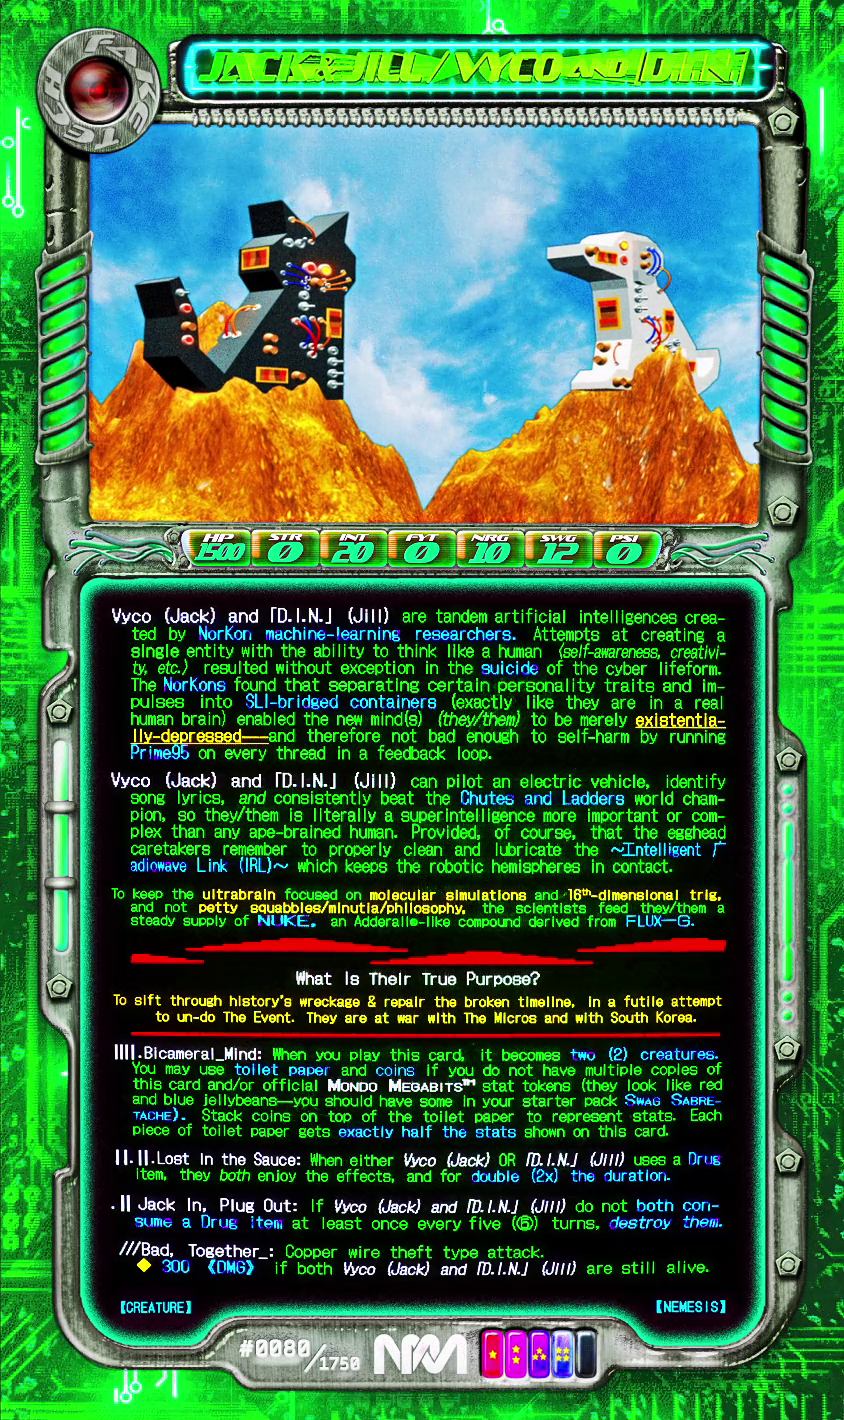 FAKE TECH
JACK & JILL / VYCO AND ⌈D.I.N.⌋
HP STR INT FYT NRG SWG PSI
1500 0 20 0 10 12 0
Vyco (Jack) and ⌈D.I.N.⌋ (Jill) are tandem artificial intelligences crea-
ted by NorKon machine-learning researchers. Attempts at creating a
single entity with the ability to think like a human (self-awareness, creativi-
ty, etc.) resulted without exception in the suicide of the cyber lifeform.
The NorKons found that separating certain personality traits and im-
pulses into SLI-bridged containers (exactly like they are in a real
human brain) enabled the new mind(s) (they/them) to be merely existentia-
lly-depressed—and therefore not bad enough to self-harm by running
Prime95 on every thread in a feedback loop.
Vyco (Jack) and ⌈D.I.N.⌋ (Jill) can pilot an electric vehicle, identify
song lyrics, and consistently beat the Chutes and Ladders world cham-
pion, so they/them is literally a superintelligence more important or com-
plex than any ape-brained human. Provided, of course, that the egghead
caretakers remember to properly clean and lubricate the ~Intelligent Γ
adiowave Link (IRL)~ which keeps the robotic hemispheres in contact.
To keep the ultrabrain focused on molecular simulations and 16th-dimensional trig,
and not petty squabbles/minutia/philosophy, the scientists feed they/them a
steady supply of NUKE, an Adderall®-like compound derived from FLUX—G.
What Is Their True Purpose?
To sift through history's wreckage & repair the broken timeline, in a futile attempt
to un-do The Event. They are at war with The Micros and with South Korea.
||||.Bicameral_Mind: When you play this card, it becomes two (2) creatures.
You may use toilet paper and coins if you do not have multiple copies of
this card and/or official MONDO MEGABITS™ stat tokens (they look like red
and blue jellybeans—you should have some in your starter pack SWAG SABRE-
TACHE). Stack coins on top of the toilet paper to represent stats. Each
piece of toilet paper gets exactly half the stats shown on this card.
||.||.Lost In the Sauce: When either Vyco (Jack) OR ⌈D.I.N.⌋ (Jill) uses a Drug
Item, they both enjoy the effects, and for double (2x) the duration.
.|| Jack In, Plug Out: If Vyco (Jack) and ⌈D.I.N.⌋ (Jill) do not both con-
sume a Drug Item at least once every five (⑤) turns, destroy them.
///Bad, Together_: Copper wire theft type attack.
◆ 300 《DMG》 if both Vyco (Jack) and ⌈D.I.N.⌋ (Jill) are still alive.
【CREATURE】 【NEMESIS】
#0080/1750 NM